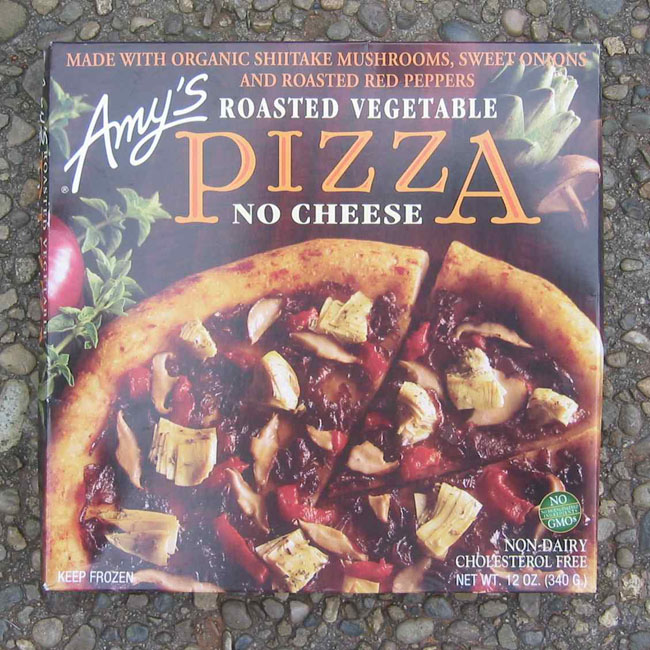 MADE WITH ORGANIC SHIITAKE MUSHROOMS, SWEET ONIONS
AND ROASTED RED PEPPERS
Amy's
®
ROASTED VEGETABLE
PIZZA
NO CHEESE
NO
GMOs
NON-DAIRY
CHOLESTEROL FREE
KEEP FROZEN
NET WT. 12 OZ. (340 G.)